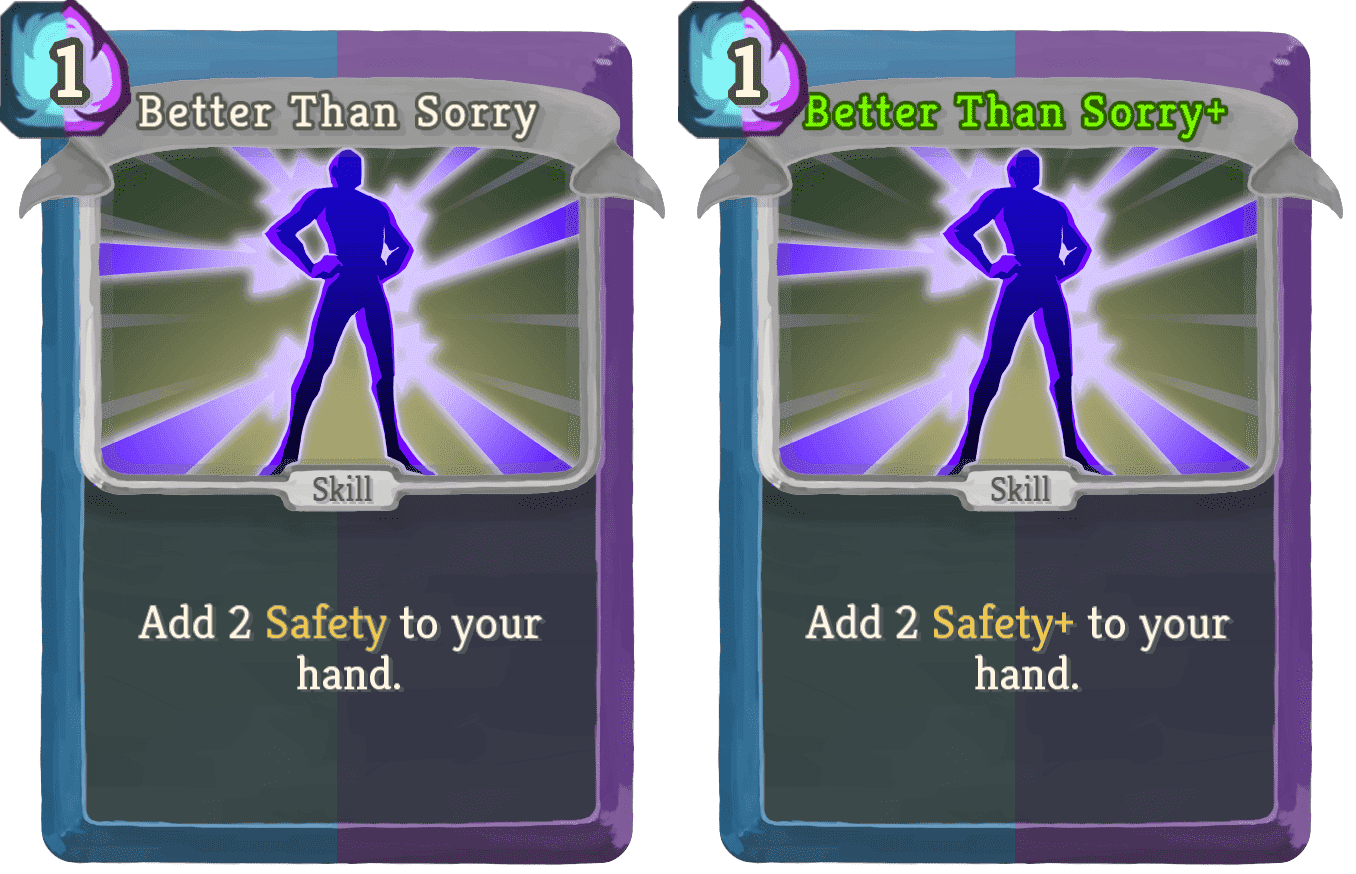 1
Better Than Sorry
Skill
Add 2 Safety to your
hand.
1
Better Than Sorry+
Skill
Add 2 Safety+ to your
hand.